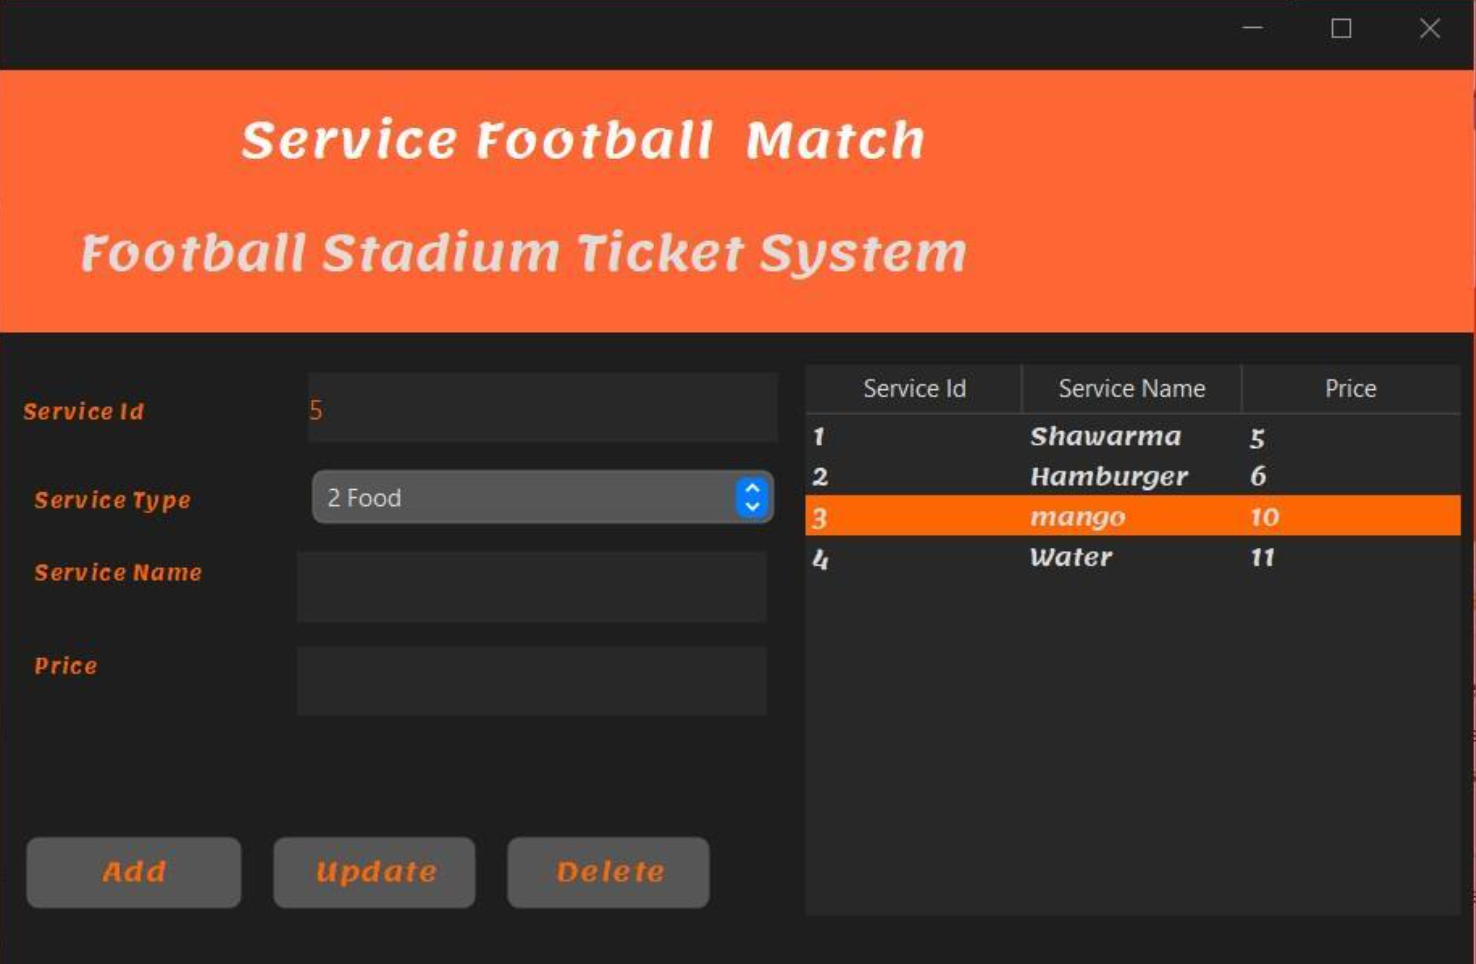 Service Football Match
Football Stadium Ticket System
Service Id
5
Service Type
2 Food
Service Name
Price
Add Update Delete
Service Id Service Name Price
1 Shawarma 5
2 Hamburger 6
3 mango 10
4 Water 11